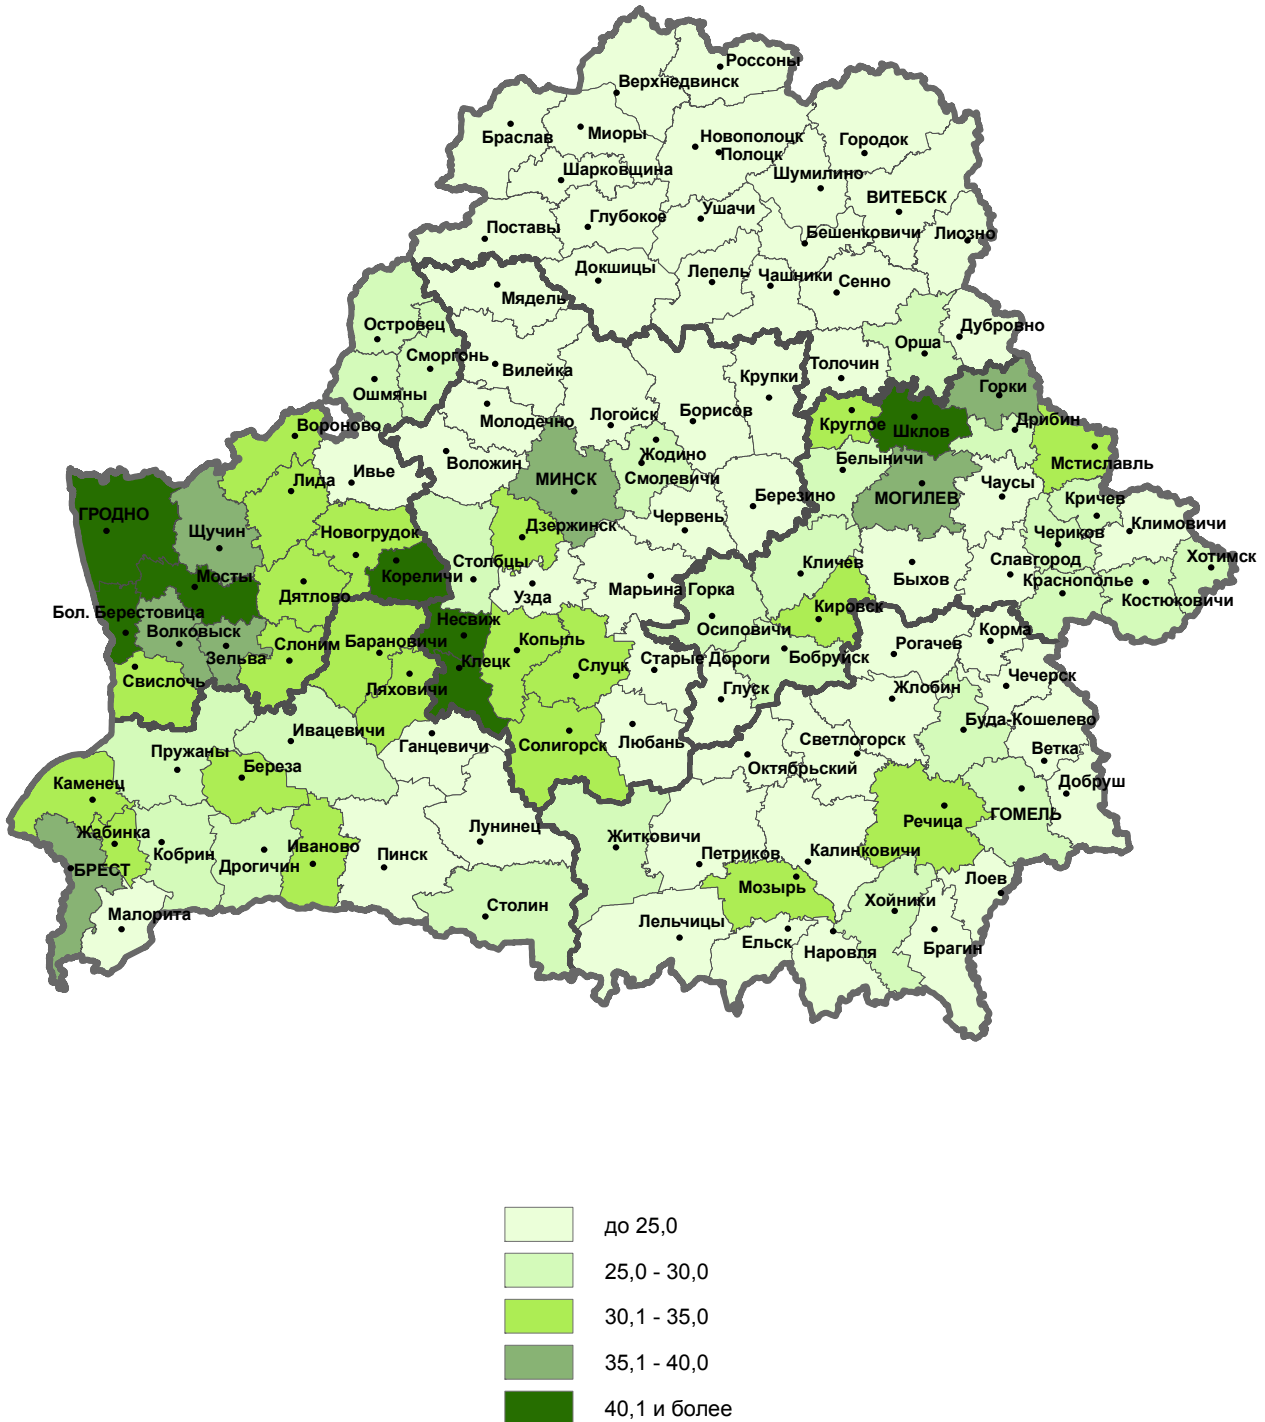 Россоны
Верхнедвинск
Браслав
Миоры
Новополоцк
Полоцк
Городок
Шарковщина
Шумилино
ВИТЕБСК
Ушачи
Глубокое
Поставы
Бешенковичи
Лиозно
Докшицы
Лепель
Чашники
Сенно
Мядель
Островец
Дубровно
Орша
Сморгонь
Толочин
Вилейка
Крупки
Горки
Ошмяны
Логойск
Борисов
Молодечно
Круглое
Шклов
Дрибин
Вороново
Жодино
Воложин
Белыничи
Мстиславль
Ивье
Лида
МИНСК
Смолевичи
Березино
МОГИЛЕВ
Чаусы
Кричев
ГРОДНО
Щучин
Новогрудок
Дзержинск
Червень
Климовичи
Чериков
Хотимск
Столбцы
Славгород
Мосты
Кореличи
Кличев
Быхов
Краснополье
Дятлово
Узда
Марьина Горка
Костюковичи
Бол. Берестовица
Кировск
Волковыск
Несвиж
Осиповичи
Слоним
Барановичи
Копыль
Рогачев
Корма
Зельва
Клецк
Слуцк
Старые Дороги
Бобруйск
Свислочь
Ляховичи
Глуск
Жлобин
Чечерск
Буда-Кошелево
Ивацевичи
Ганцевичи
Солигорск
Любань
Светлогорск
Ветка
Пружаны
Береза
Октябрьский
Добруш
Каменец
ГОМЕЛЬ
Речица
Жабинка
Лунинец
Житковичи
Иваново
Кобрин
Дрогичин
Пинск
Петриков
Калинковичи
БРЕСТ
Лоев
Мозырь
Хойники
Столин
Малорита
Лельчицы
Ельск
Наровля
Брагин
до 25,0
25,0 - 30,0
30,1 - 35,0
35,1 - 40,0
40,1 и более